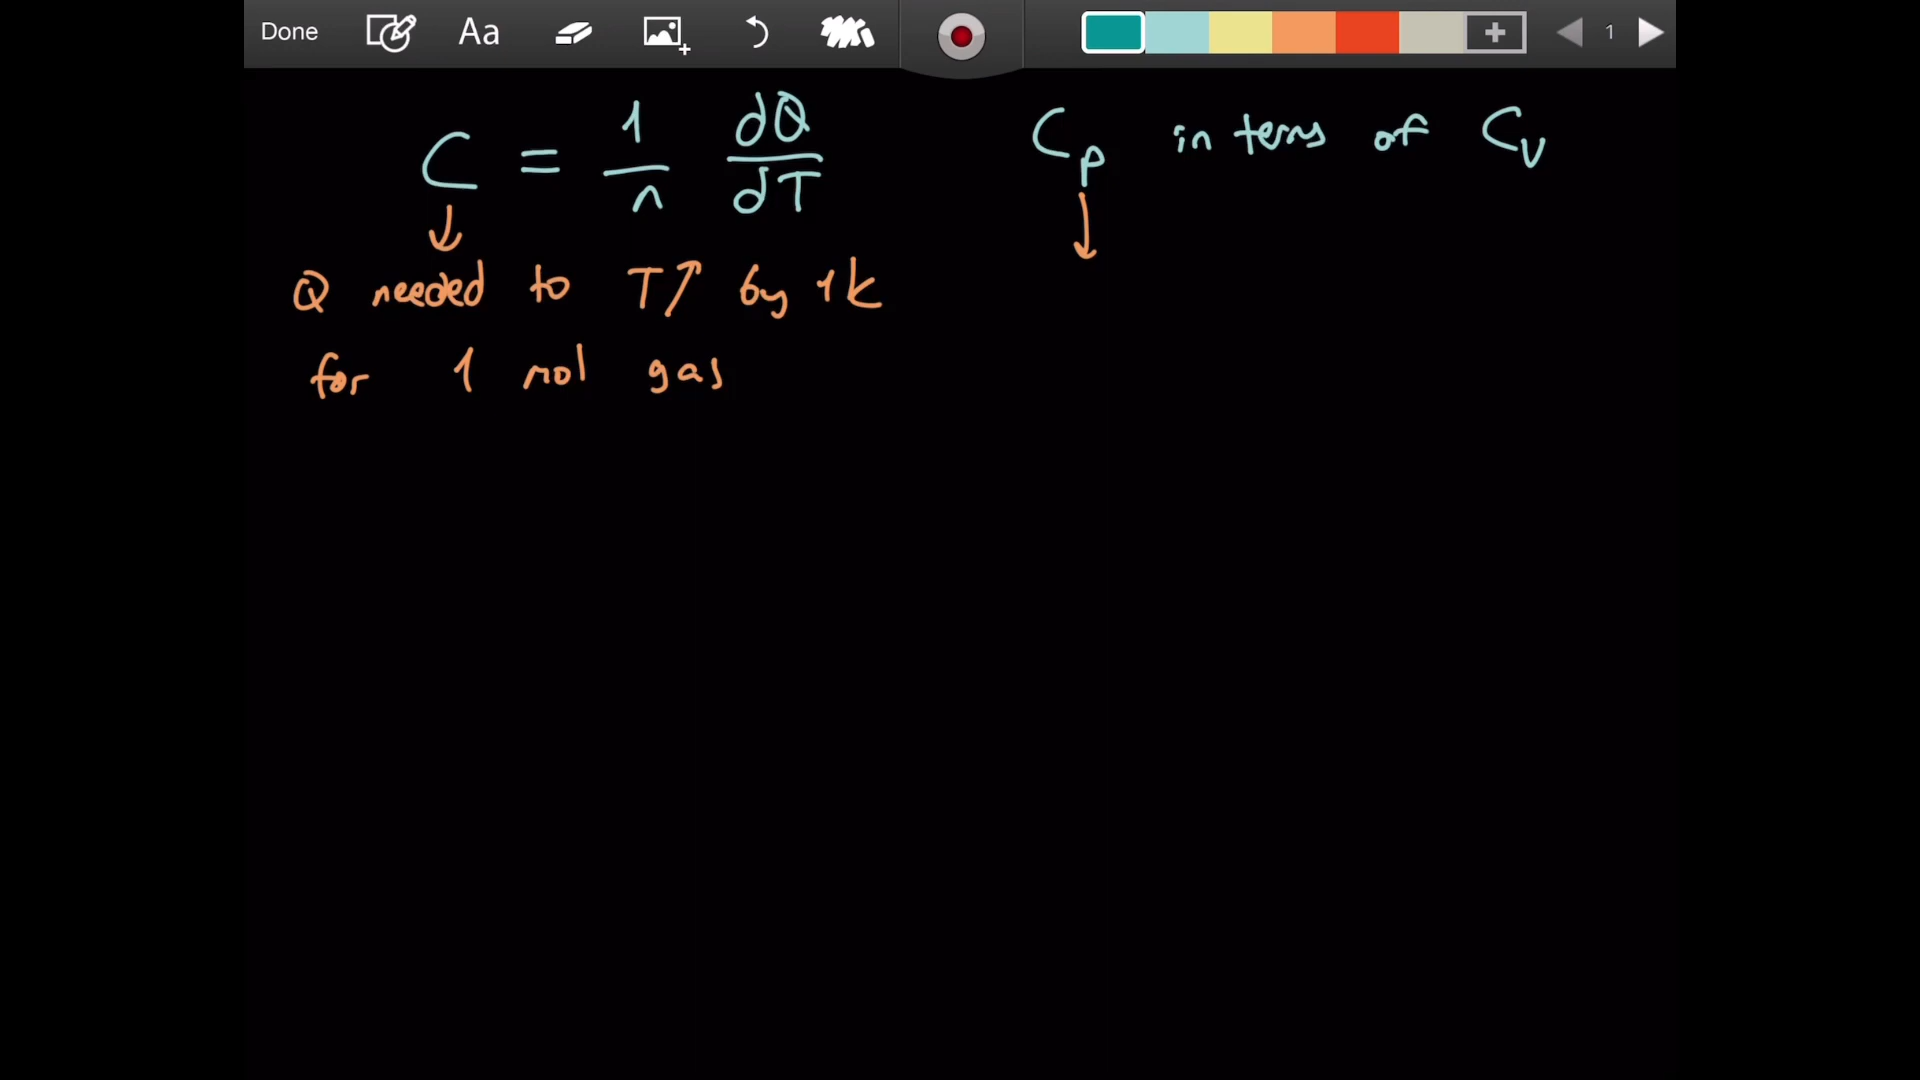 Done Aa 1
C = 1/n dQ/dT
Q needed to T↗ by 1k
for 1 mol gas
Cp in terms of Cv